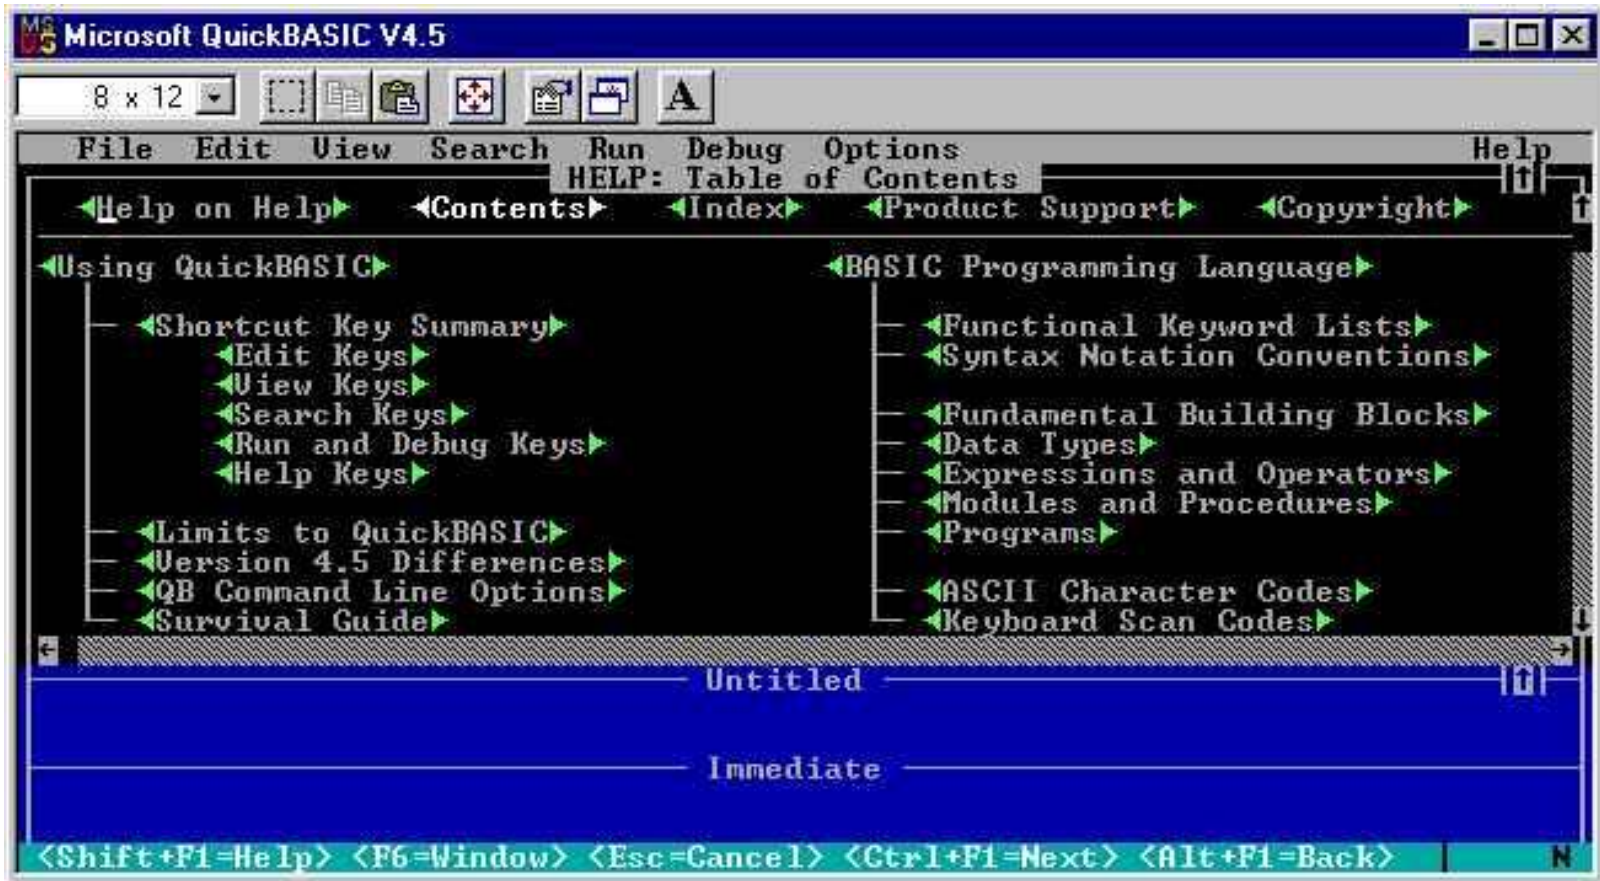 Microsoft QuickBASIC V4.5
8 x 12 A
File Edit View Search Run Debug Options Help
HELP: Table of Contents
Help on Help Contents Index Product Support Copyright
Using QuickBASIC BASIC Programming Language
Shortcut Key Summary Functional Keyword Lists
Edit Keys Syntax Notation Conventions
View Keys
Search Keys Fundamental Building Blocks
Run and Debug Keys Data Types
Help Keys Expressions and Operators
Modules and Procedures
Limits to QuickBASIC Programs
Version 4.5 Differences
QB Command Line Options ASCII Character Codes
Survival Guide Keyboard Scan Codes
Untitled
Immediate
<Shift+F1=Help> <F6=Window> <Esc=Cancel> <Ctrl+F1=Next> <Alt+F1=Back> N